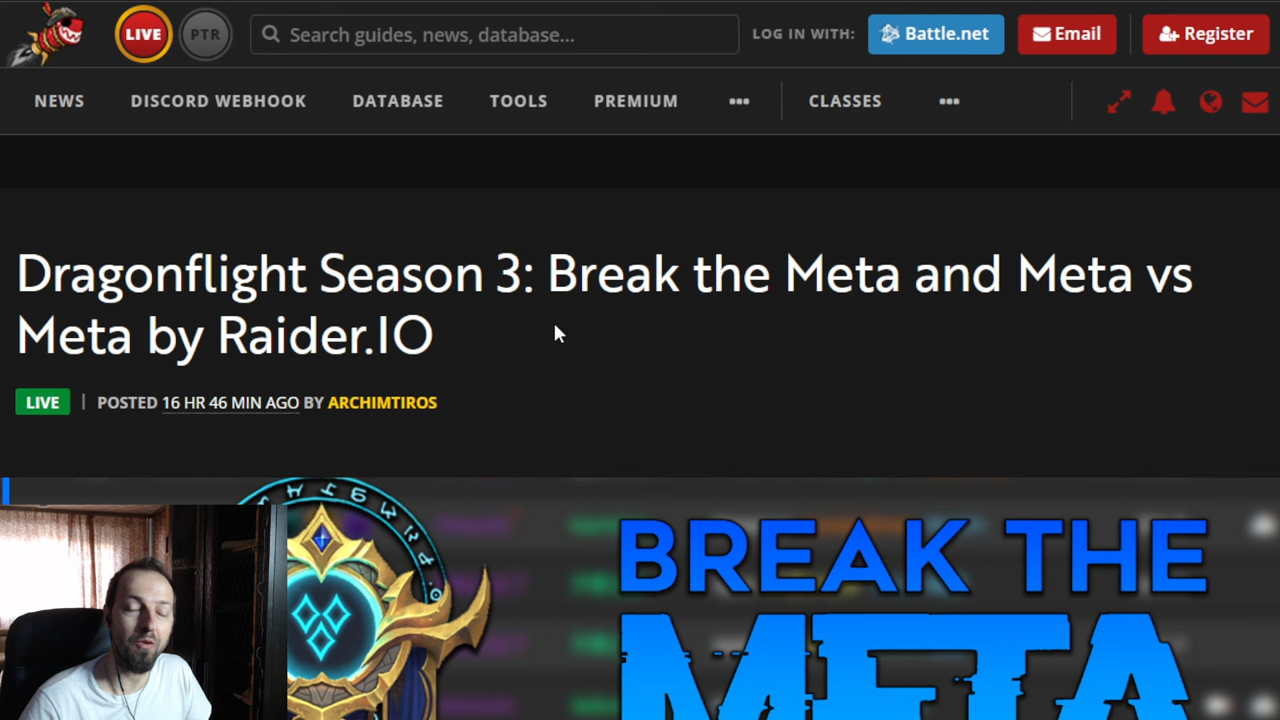 LIVE PTR Search guides, news, database... LOG IN WITH: Battle.net Email Register
NEWS DISCORD WEBHOOK DATABASE TOOLS PREMIUM ••• CLASSES •••
Dragonflight Season 3: Break the Meta and Meta vs
Meta by Raider.IO
LIVE | POSTED 16 HR 46 MIN AGO BY ARCHIMTIROS
BREAK THE
META